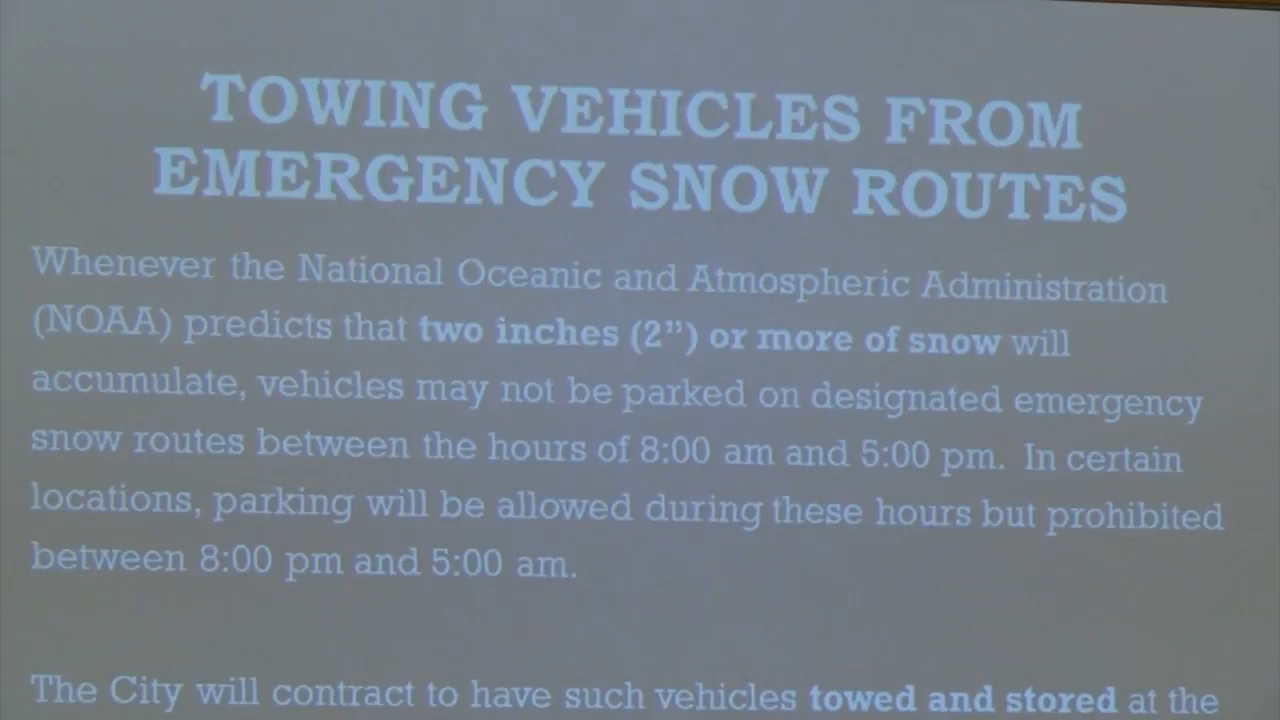 TOWING VEHICLES FROM
EMERGENCY SNOW ROUTES
Whenever the National Oceanic and Atmospheric Administration
(NOAA) predicts that two inches (2”) or more of snow will
accumulate, vehicles may not be parked on designated emergency
snow routes between the hours of 8:00 am and 5:00 pm. In certain
locations, parking will be allowed during these hours but prohibited
between 8:00 pm and 5:00 am.
The City will contract to have such vehicles towed and stored at the